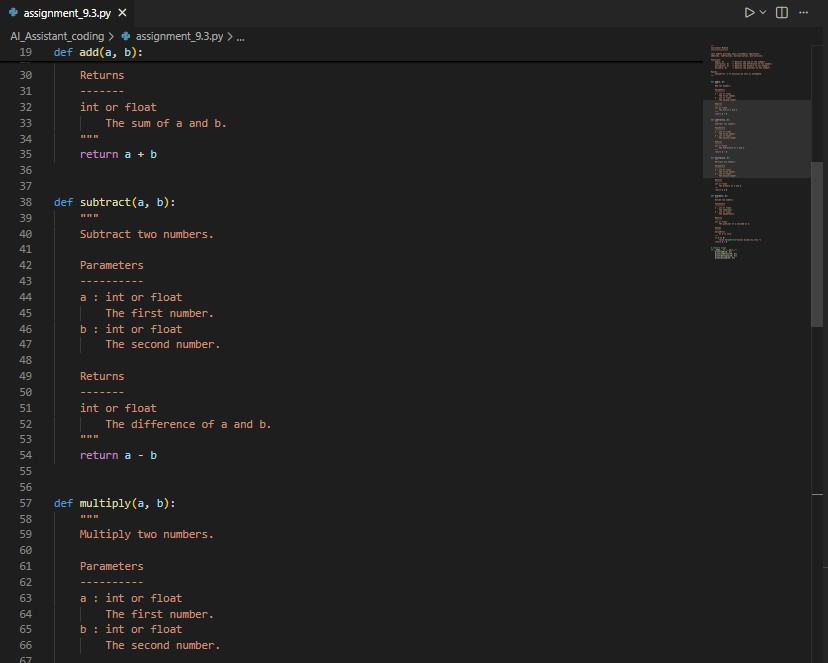 assignment_9.3.py
AI_Assistant_coding > assignment_9.3.py > ...
19 def add(a, b):
30 Returns
31 -------
32 int or float
33 The sum of a and b.
34 """
35 return a + b
36
37
38 def subtract(a, b):
39 """
40 Subtract two numbers.
41
42 Parameters
43 ----------
44 a : int or float
45 The first number.
46 b : int or float
47 The second number.
48
49 Returns
50 -------
51 int or float
52 The difference of a and b.
53 """
54 return a - b
55
56
57 def multiply(a, b):
58 """
59 Multiply two numbers.
60
61 Parameters
62 ----------
63 a : int or float
64 The first number.
65 b : int or float
66 The second number.
67